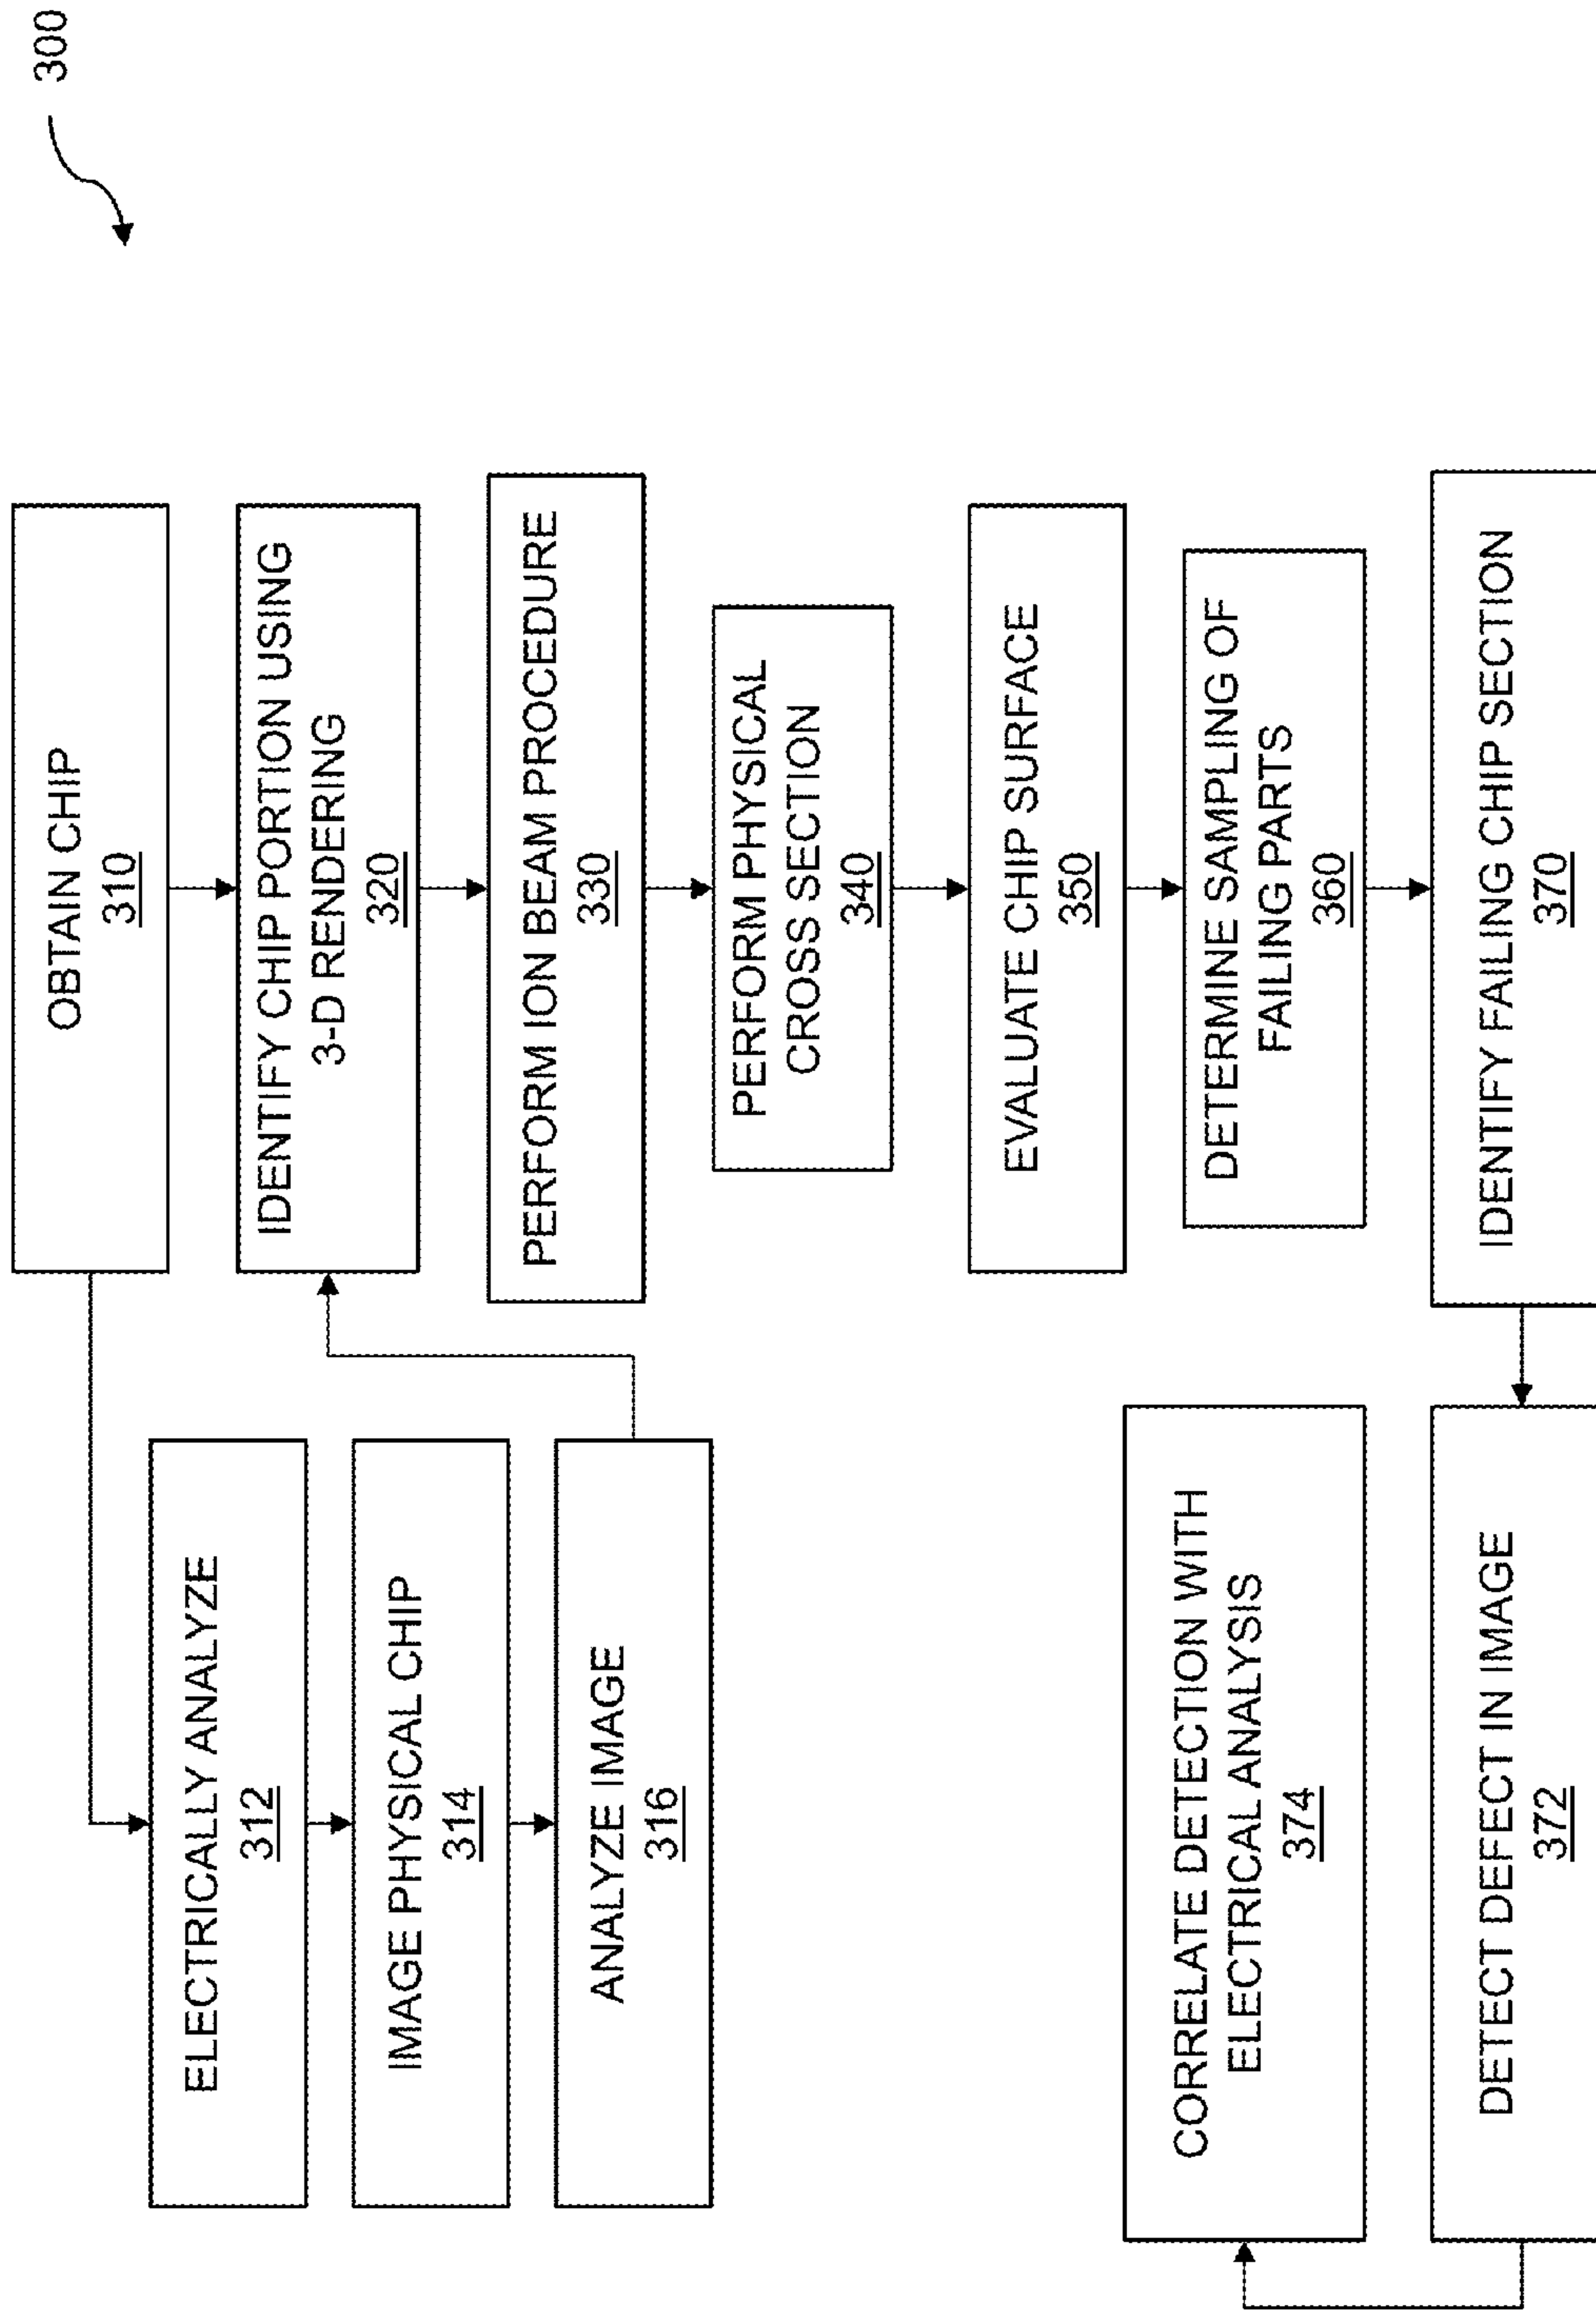 300
OBTAIN CHIP
310
ELECTRICALLY ANALYZE
312
IMAGE PHYSICAL CHIP
314
ANALYZE IMAGE
316
IDENTIFY CHIP PORTION USING
3-D RENDERING
320
PERFORM ION BEAM PROCEDURE
330
PERFORM PHYSICAL
CROSS SECTION
340
EVALUATE CHIP SURFACE
350
DETERMINE SAMPLING OF
FAILING PARTS
360
IDENTIFY FAILING CHIP SECTION
370
DETECT DEFECT IN IMAGE
372
CORRELATE DETECTION WITH
ELECTRICAL ANALYSIS
374